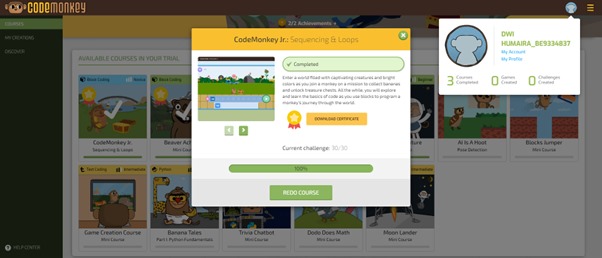 CODEMONKEY
COURSES
MY CREATIONS
DISCOVER
HELP CENTER
2/2 Achievements
AVAILABLE COURSES IN YOUR TRIAL
CodeMonkey Jr.: Sequencing & Loops
Completed
Enter a world filled with captivating creatures and bright
colors as you join a monkey on a mission to collect bananas
and unlock treasure chests. All the while, you will explore
and learn the basics of code as you use blocks to program a
monkey's journey through the world.
DOWNLOAD CERTIFICATE
Current challenge: 30/30
100%
REDO COURSE
DWI
HUMAIRA_BE9334837
My Account
My Profile
3 Courses Completed
0 Games Created
0 Challenges Created
Block Coding
CodeMonkey Jr.
Sequencing & Loops
Block Coding
Beaver Ach
Mini Course
AI Is A Hose
Pose Detection
Blocks Jumper
Mini Course
Text Coding
Intermediate
Game Creation Course
Mini Course
Banana Tales
Part I: Python Fundamentals
Trivia Chatbot
Mini Course
Dodo Does Math
Mini Course
Moon Lander
Mini Course